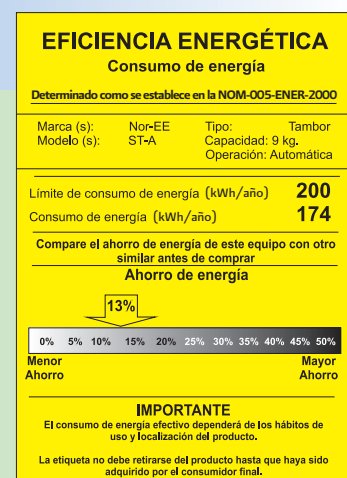 EFICIENCIA ENERGÉTICA
Consumo de energía
Determinado como se establece en la NOM-005-ENER-2000
Marca (s): Nor-EE Tipo: Tambor
Modelo (s): ST-A Capacidad: 9 kg.
Operación: Automática
Límite de consumo de energía (kWh/año) 200
Consumo de energía (kWh/año) 174
Compare el ahorro de energía de este equipo con otro
similar antes de comprar
Ahorro de energía
13%
0% 5% 10% 15% 20% 25% 30% 35% 40% 45% 50%
Menor Mayor
Ahorro Ahorro
IMPORTANTE
El consumo de energía efectivo dependerá de los hábitos de
uso y localización del producto.
La etiqueta no debe retirarse del producto hasta que haya sido
adquirido por el consumidor final.